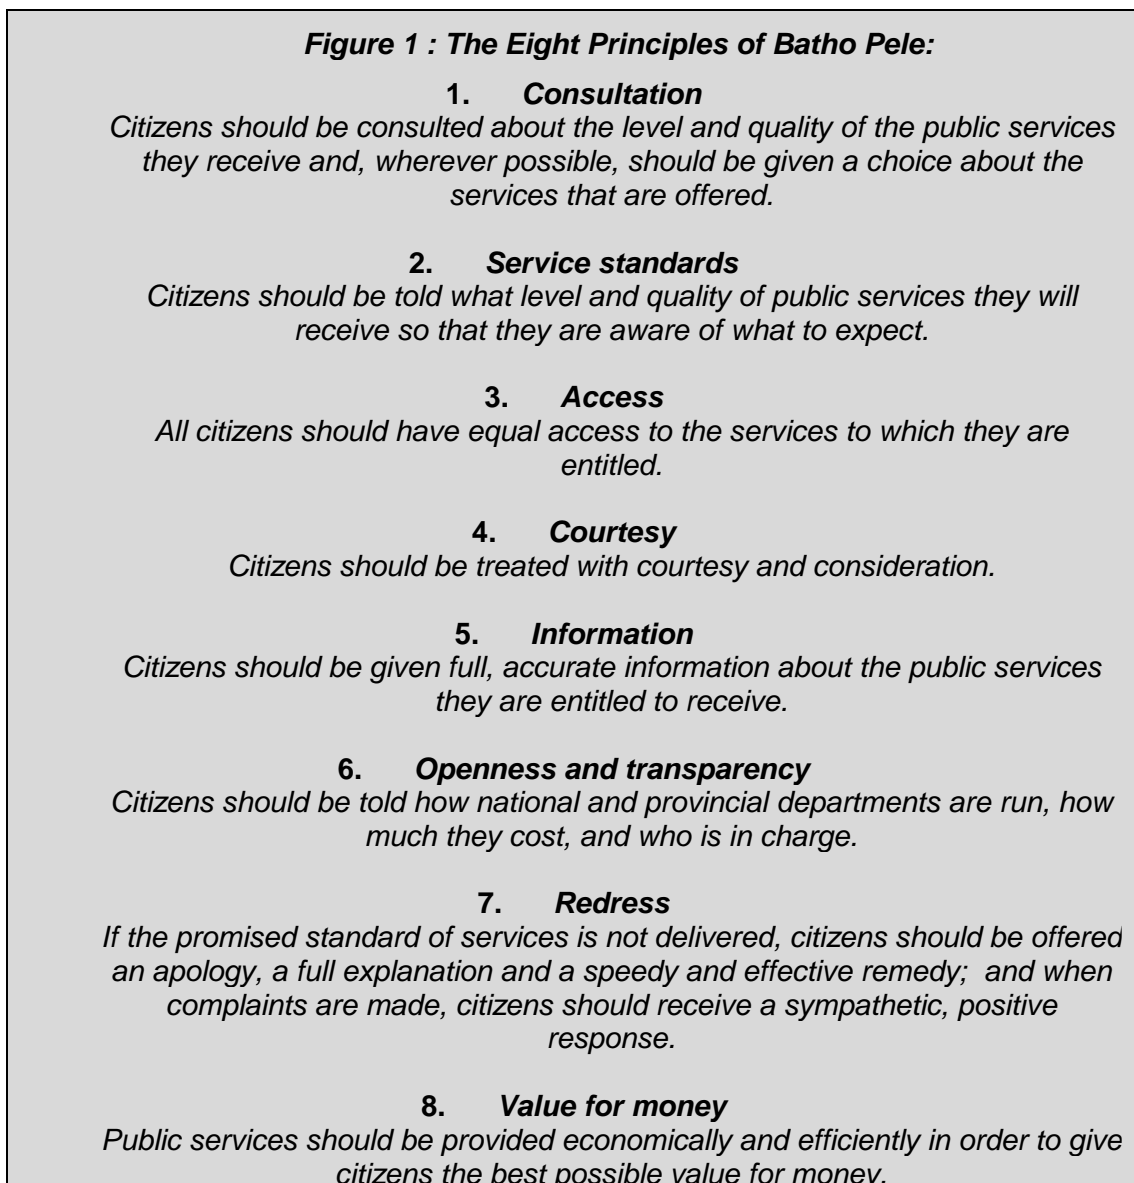 Figure 1 : The Eight Principles of Batho Pele:
1. Consultation
Citizens should be consulted about the level and quality of the public services
they receive and, wherever possible, should be given a choice about the
services that are offered.
2. Service standards
Citizens should be told what level and quality of public services they will
receive so that they are aware of what to expect.
3. Access
All citizens should have equal access to the services to which they are
entitled.
4. Courtesy
Citizens should be treated with courtesy and consideration.
5. Information
Citizens should be given full, accurate information about the public services
they are entitled to receive.
6. Openness and transparency
Citizens should be told how national and provincial departments are run, how
much they cost, and who is in charge.
7. Redress
If the promised standard of services is not delivered, citizens should be offered
an apology, a full explanation and a speedy and effective remedy; and when
complaints are made, citizens should receive a sympathetic, positive
response.
8. Value for money
Public services should be provided economically and efficiently in order to give
citizens the best possible value for money.